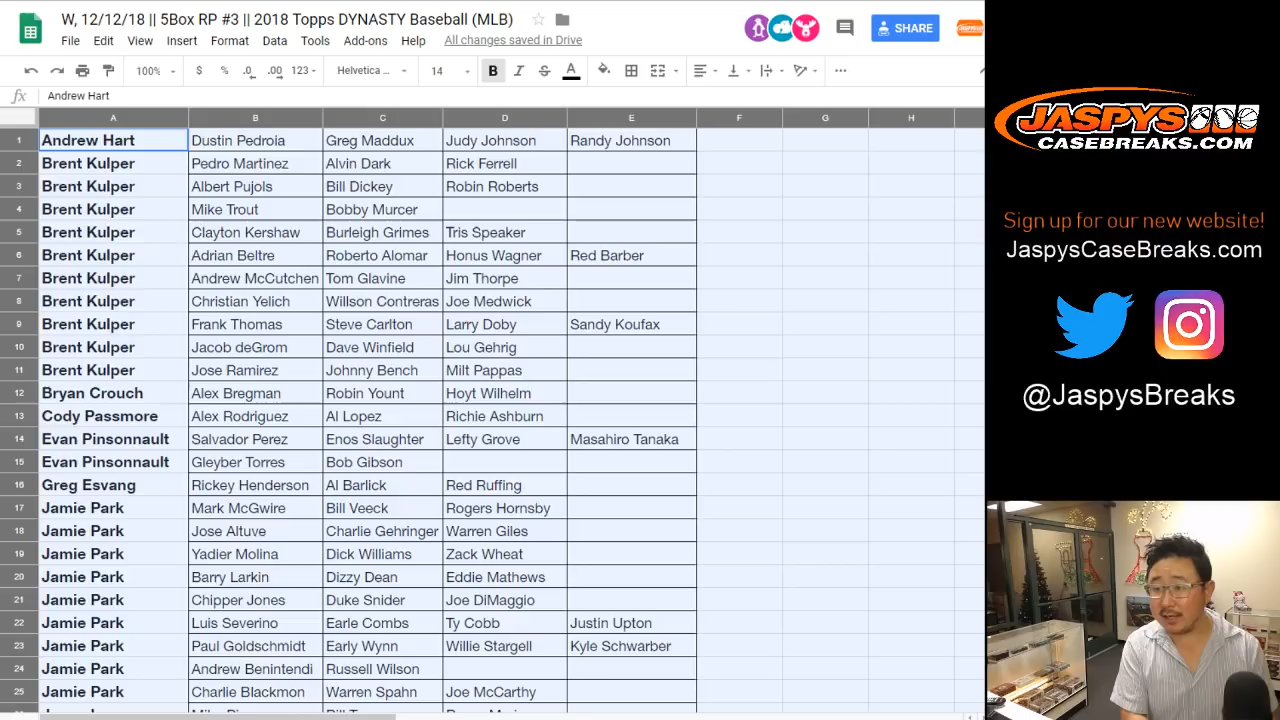 W, 12/12/18 || 5Box RP #3 || 2018 Topps DYNASTY Baseball (MLB)
File Edit View Insert Format Data Tools Add-ons Help All changes saved in Drive
SHARE
100% $ % .0 .00 123 Helvetica ... 14 B I S A
fx Andrew Hart
A B C D E F G H
1 Andrew Hart Dustin Pedroia Greg Maddux Judy Johnson Randy Johnson
2 Brent Kulper Pedro Martinez Alvin Dark Rick Ferrell
3 Brent Kulper Albert Pujols Bill Dickey Robin Roberts
4 Brent Kulper Mike Trout Bobby Murcer
5 Brent Kulper Clayton Kershaw Burleigh Grimes Tris Speaker
6 Brent Kulper Adrian Beltre Roberto Alomar Honus Wagner Red Barber
7 Brent Kulper Andrew McCutchen Tom Glavine Jim Thorpe
8 Brent Kulper Christian Yelich Willson Contreras Joe Medwick
9 Brent Kulper Frank Thomas Steve Carlton Larry Doby Sandy Koufax
10 Brent Kulper Jacob deGrom Dave Winfield Lou Gehrig
11 Brent Kulper Jose Ramirez Johnny Bench Milt Pappas
12 Bryan Crouch Alex Bregman Robin Yount Hoyt Wilhelm
13 Cody Passmore Alex Rodriguez Al Lopez Richie Ashburn
14 Evan Pinsonnault Salvador Perez Enos Slaughter Lefty Grove Masahiro Tanaka
15 Evan Pinsonnault Gleyber Torres Bob Gibson
16 Greg Esvang Rickey Henderson Al Barlick Red Ruffing
17 Jamie Park Mark McGwire Bill Veeck Rogers Hornsby
18 Jamie Park Jose Altuve Charlie Gehringer Warren Giles
19 Jamie Park Yadier Molina Dick Williams Zack Wheat
20 Jamie Park Barry Larkin Dizzy Dean Eddie Mathews
21 Jamie Park Chipper Jones Duke Snider Joe DiMaggio
22 Jamie Park Luis Severino Earle Combs Ty Cobb Justin Upton
23 Jamie Park Paul Goldschmidt Early Wynn Willie Stargell Kyle Schwarber
24 Jamie Park Andrew Benintendi Russell Wilson
25 Jamie Park Charlie Blackmon Warren Spahn Joe McCarthy
JASPYS
CASEBREAKS.COM
Sign up for our new website!
JaspysCaseBreaks.com
@JaspysBreaks